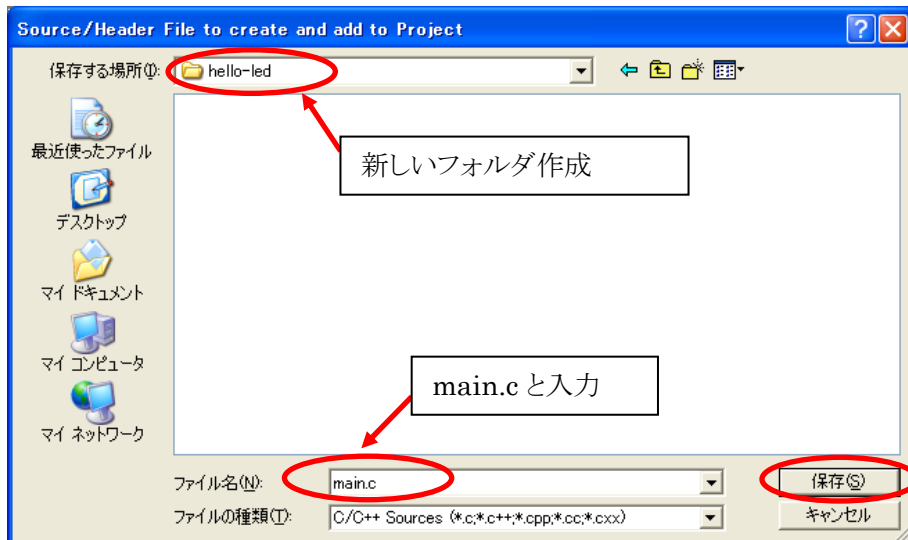 Source/Header File to create and add to Project
保存する場所(I): hello-led
最近使ったファイル
新しいフォルダ作成
デスクトップ
マイ ドキュメント
マイ コンピュータ
main.c と入力
マイ ネットワーク
ファイル名(N): main.c 保存(S)
ファイルの種類(T): C/C++ Sources (*.c;*.c++;*.cpp;*.cc;*.cxx) キャンセル